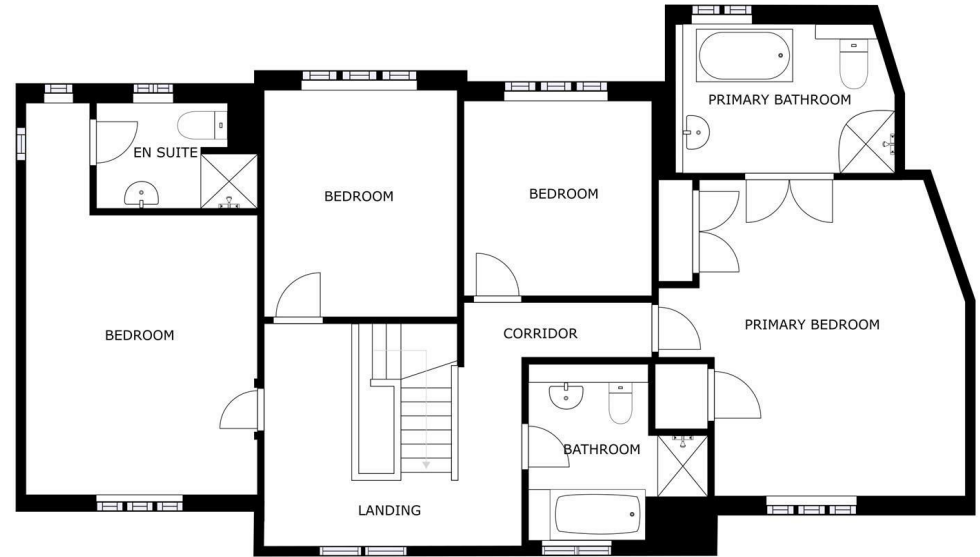 PRIMARY BATHROOM
EN SUITE
BEDROOM
BEDROOM
BEDROOM
PRIMARY BEDROOM
CORRIDOR
BATHROOM
LANDING